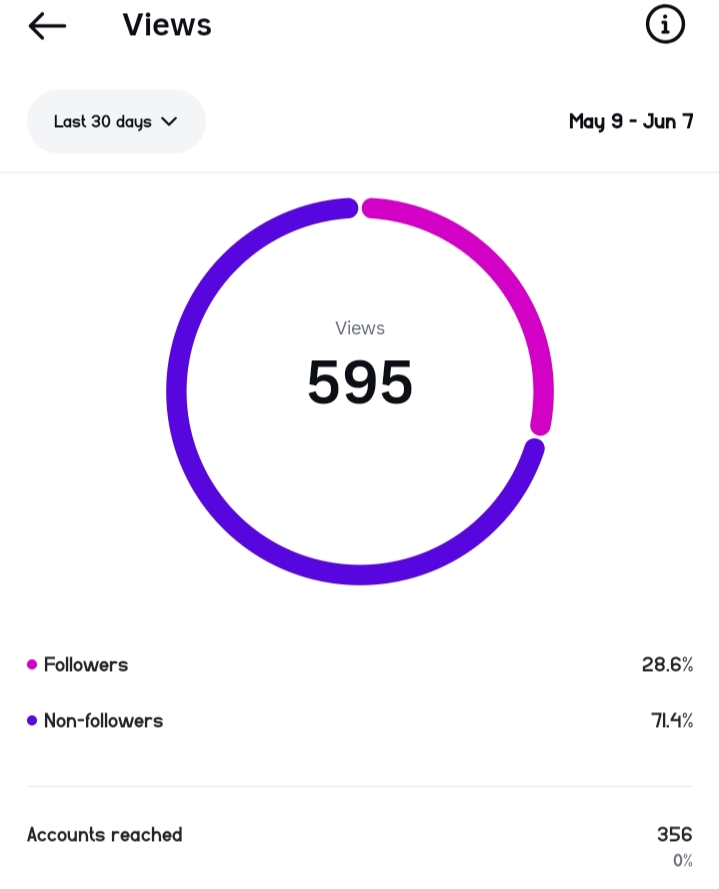 Views
Last 30 days
May 9 - Jun 7
Views
595
Followers 28.6%
Non-followers 71.4%
Accounts reached 356
0%